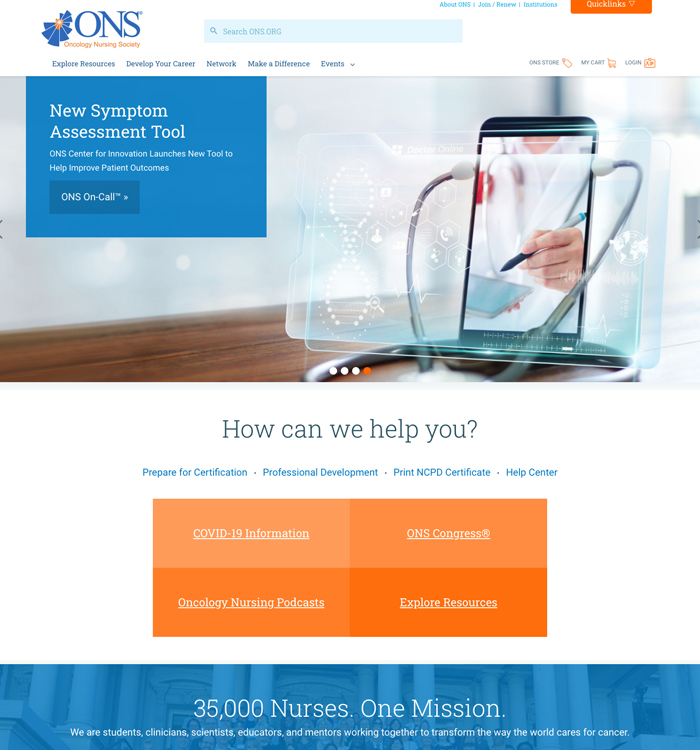 About ONS | Join / Renew | Institutions
Quicklinks ▽
ONS®
Oncology Nursing Society
Search ONS.ORG
Explore Resources Develop Your Career Network Make a Difference Events
ONS STORE MY CART LOGIN
New Symptom
Assessment Tool
ONS Center for Innovation Launches New Tool to
Help Improve Patient Outcomes
ONS On-Call™ »
Doctor Online
How can we help you?
Prepare for Certification • Professional Development • Print NCPD Certificate • Help Center
COVID-19 Information
ONS Congress®
Oncology Nursing Podcasts
Explore Resources
35,000 Nurses. One Mission.
We are students, clinicians, scientists, educators, and mentors working together to transform the way the world cares for cancer.